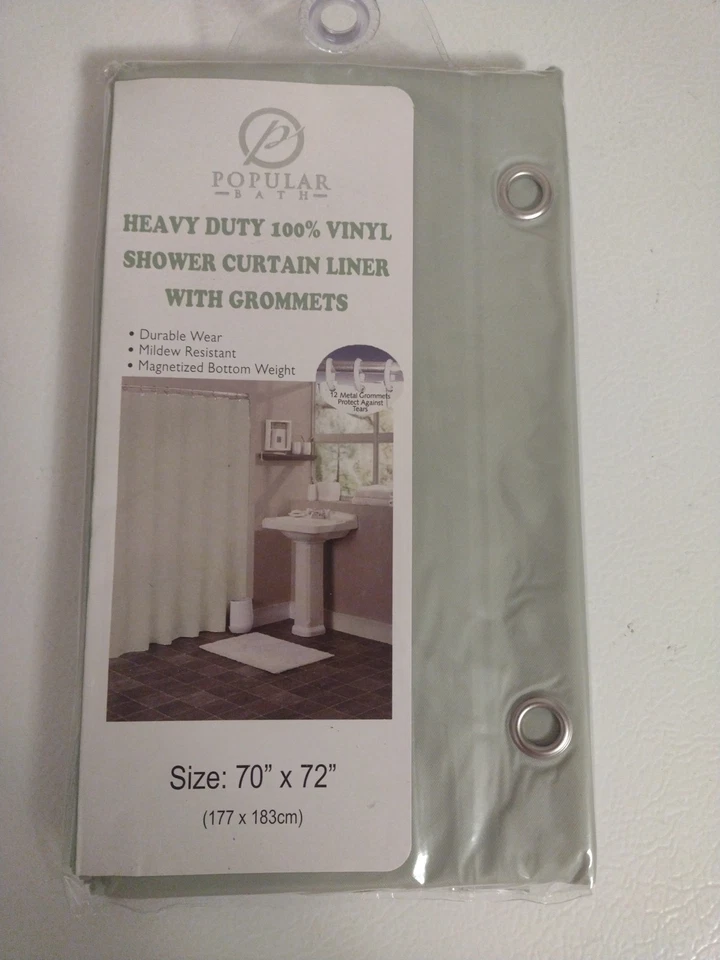 POPULAR
BATH
HEAVY DUTY 100% VINYL
SHOWER CURTAIN LINER
WITH GROMMETS
• Durable Wear
• Mildew Resistant
• Magnetized Bottom Weight
12 Metal Grommets
Protect Against
Tears
Size: 70” x 72”
(177 x 183cm)